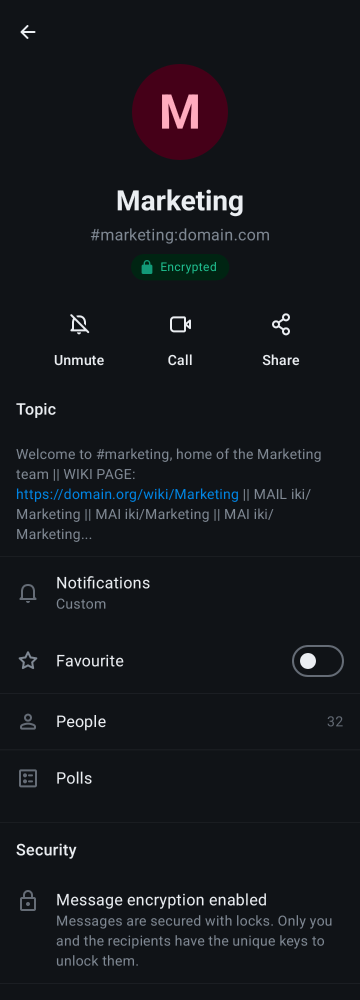 M
Marketing
#marketing:domain.com
Encrypted
Unmute
Call
Share
Topic
Welcome to #marketing, home of the Marketing
team || WIKI PAGE:
https://domain.org/wiki/Marketing || MAIL iki/
Marketing || MAI iki/Marketing || MAI iki/
Marketing...
Notifications
Custom
Favourite
People 32
Polls
Security
Message encryption enabled
Messages are secured with locks. Only you
and the recipients have the unique keys to
unlock them.